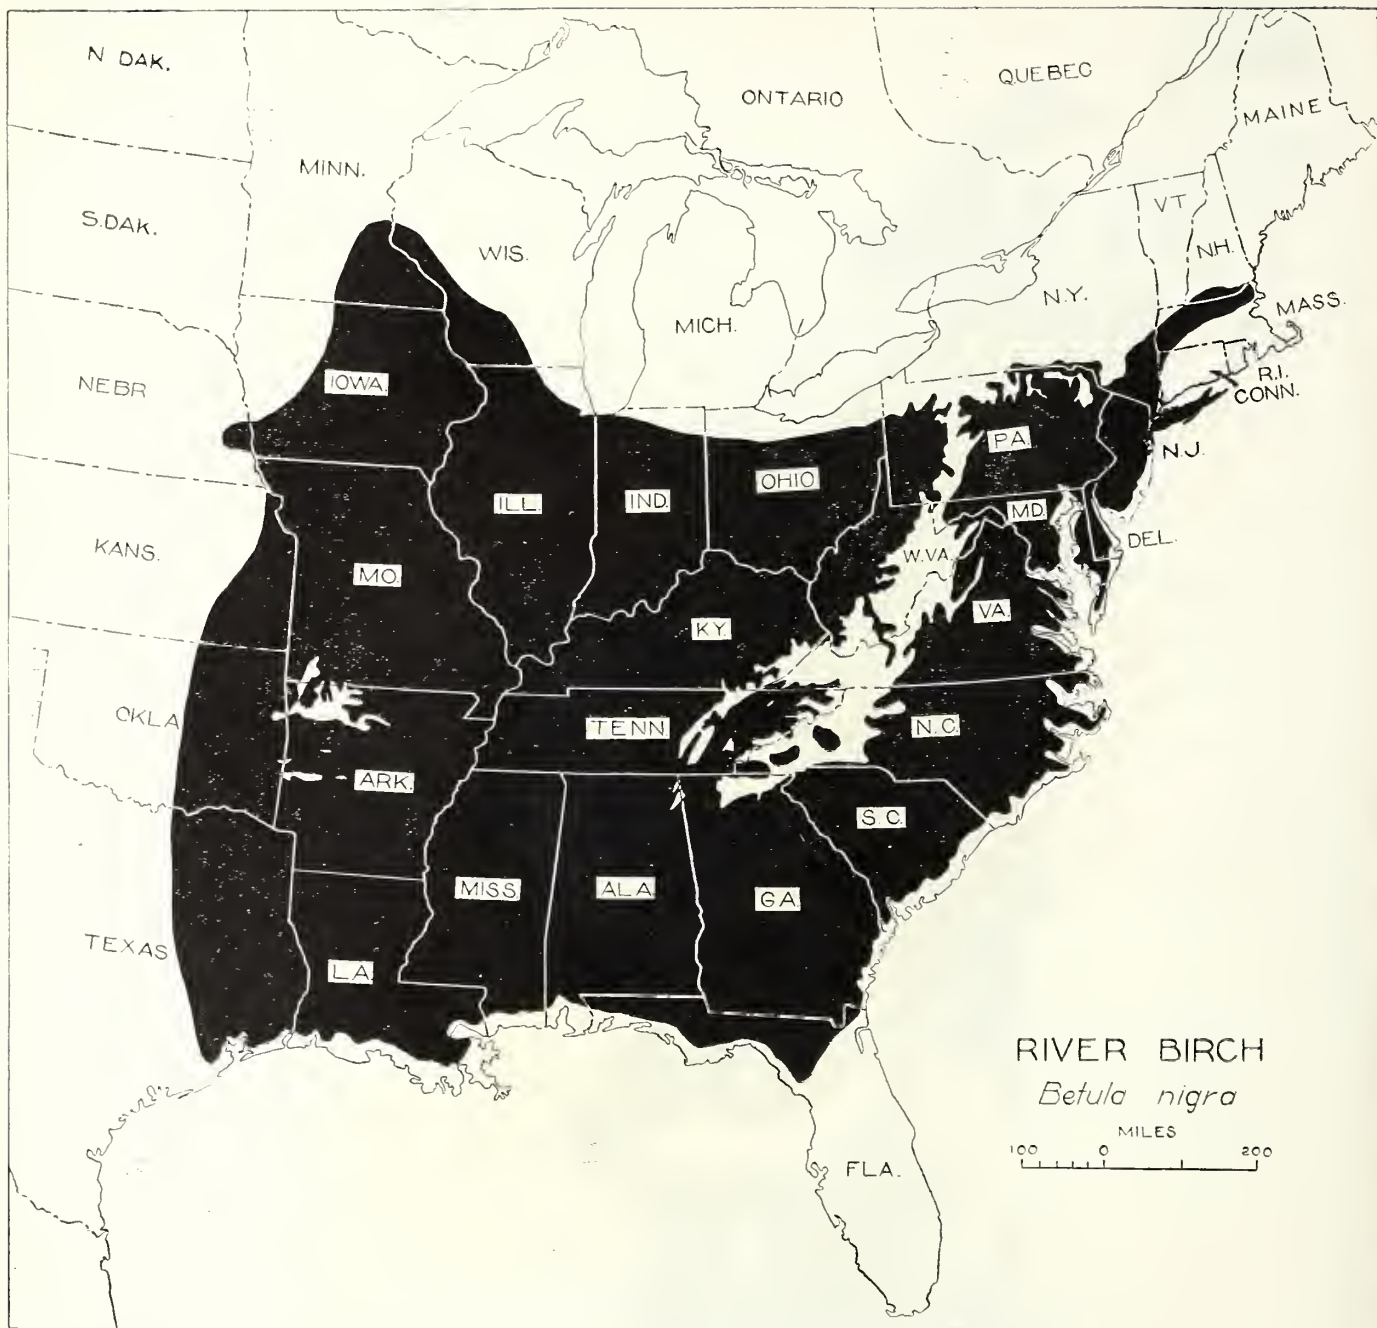 N DAK.
MINN.
ONTARIO
QUEBEC
MAINE
S.DAK.
WIS.
VT
N.H.
MICH.
N.Y.
MASS.
NEBR
IOWA.
R.I.
CONN.
PA.
N.J.
ILL.
IND.
OHIO
MD.
DEL.
KANS.
MO.
W.VA.
VA.
KY.
OKLA
TENN.
N.C.
ARK.
S.C.
MISS.
ALA.
GA.
TEXAS
LA.
FLA.
RIVER BIRCH
Betula nigra
MILES
100 0 200